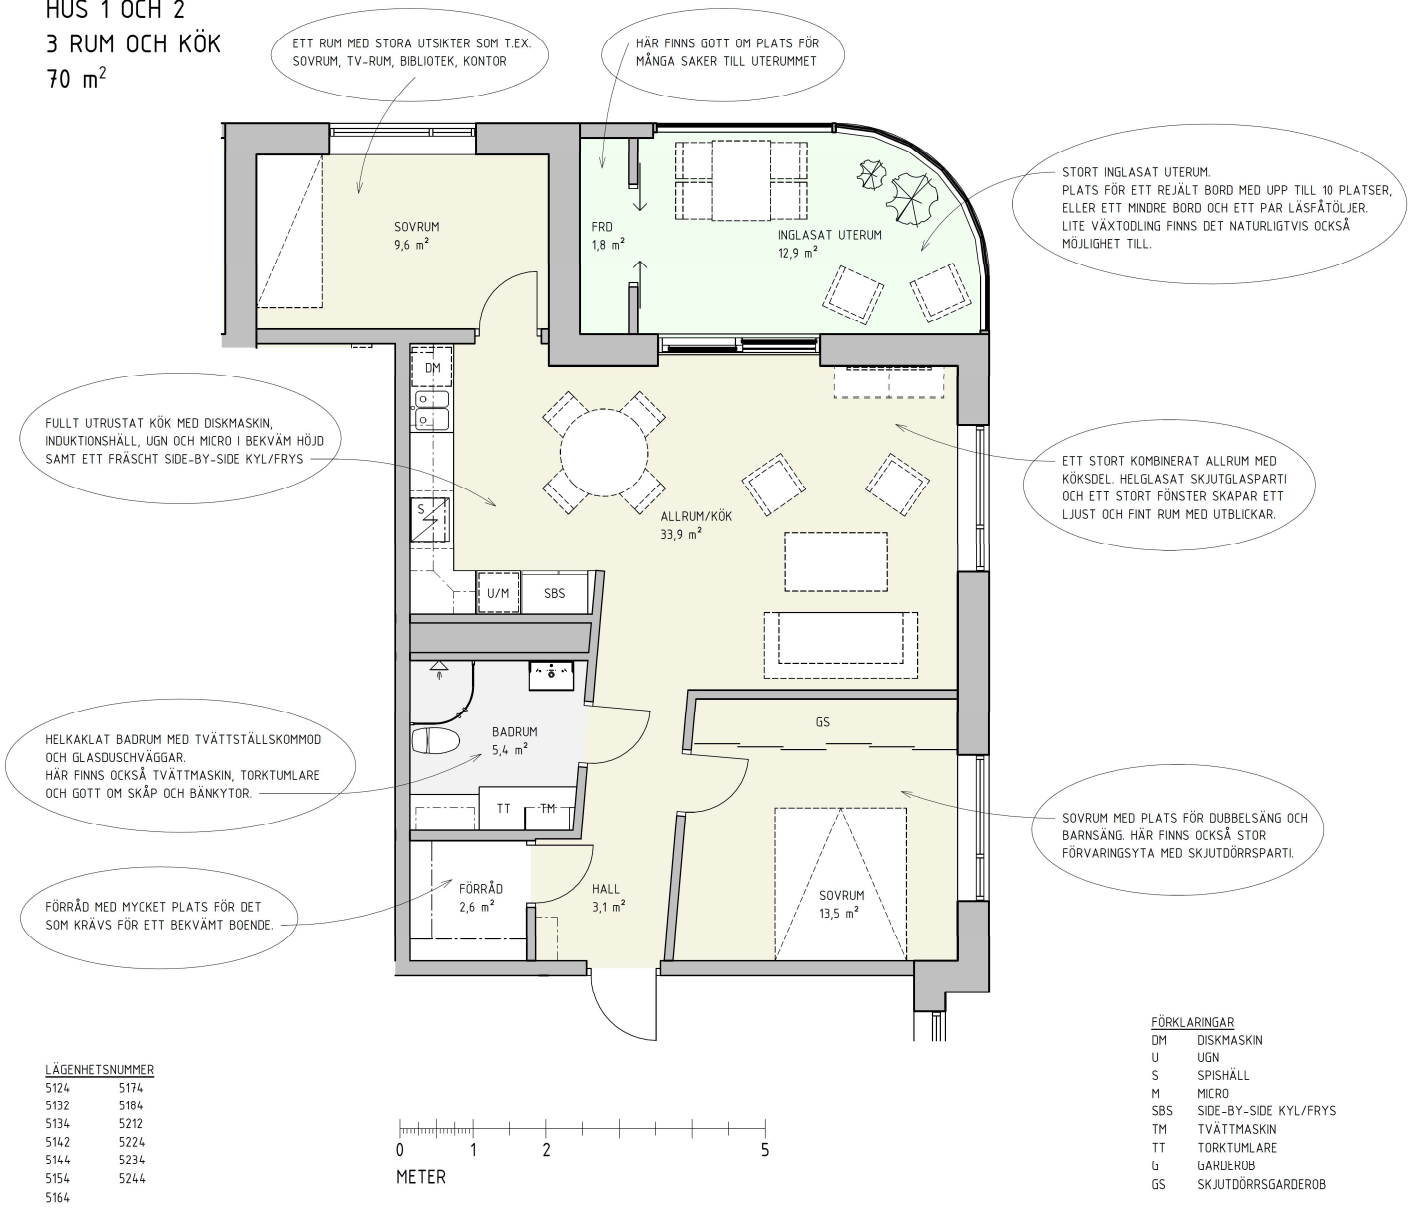 HUS 1 OCH 2
3 RUM OCH KÖK
70 m²
ETT RUM MED STORA UTSIKTER SOM T.EX.
SOVRUM, TV-RUM, BIBLIOTEK, KONTOR
HÄR FINNS GOTT OM PLATS FÖR
MÅNGA SAKER TILL UTERUMMET
STORT INGLASAT UTERUM.
PLATS FÖR ETT REJÄLT BORD MED UPP TILL 10 PLATSER,
ELLER ETT MINDRE BORD OCH ETT PAR LÄSFÅTÖLJER.
LITE VÄXTODLING FINNS DET NATURLIGTVIS OCKSÅ
MÖJLIGHET TILL.
SOVRUM
9,6 m²
FRD
1,8 m²
INGLASAT UTERUM
12,9 m²
DM
FULLT UTRUSTAT KÖK MED DISKMASKIN,
INDUKTIONSHÄLL, UGN OCH MICRO I BEKVÄM HÖJD
SAMT ETT FRÄSCHT SIDE-BY-SIDE KYL/FRYS
ETT STORT KOMBINERAT ALLRUM MED
KÖKSDEL. HELGLASAT SKJUTGLASPARTI
OCH ETT STORT FÖNSTER SKAPAR ETT
LJUST OCH FINT RUM MED UTBLICKAR.
S
ALLRUM/KÖK
33,9 m²
U/M
SBS
GS
BADRUM
5,4 m²
HELKAKLAT BADRUM MED TVÄTTSTÄLLSKOMMOD
OCH GLASDUSCHVÄGGAR.
HÄR FINNS OCKSÅ TVÄTTMASKIN, TORKTUMLARE
OCH GOTT OM SKÅP OCH BÄNKYTOR.
TT
TM
SOVRUM MED PLATS FÖR DUBBELSÄNG OCH
BARNSÄNG. HÄR FINNS OCKSÅ STOR
FÖRVARINGSYTA MED SKJUTDÖRRSPARTI.
FÖRRÅD
2,6 m²
HALL
3,1 m²
SOVRUM
13,5 m²
FÖRRÅD MED MYCKET PLATS FÖR DET
SOM KRÄVS FÖR ETT BEKVÄMT BOENDE.
LÄGENHETSNUMMER
5124 5174
5132 5184
5134 5212
5142 5224
5144 5234
5154 5244
5164
0 1 2 5
METER
FÖRKLARINGAR
DM DISKMASKIN
U UGN
S SPISHÄLL
M MICRO
SBS SIDE-BY-SIDE KYL/FRYS
TM TVÄTTMASKIN
TT TORKTUMLARE
G GARDEROB
GS SKJUTDÖRRSGARDEROB